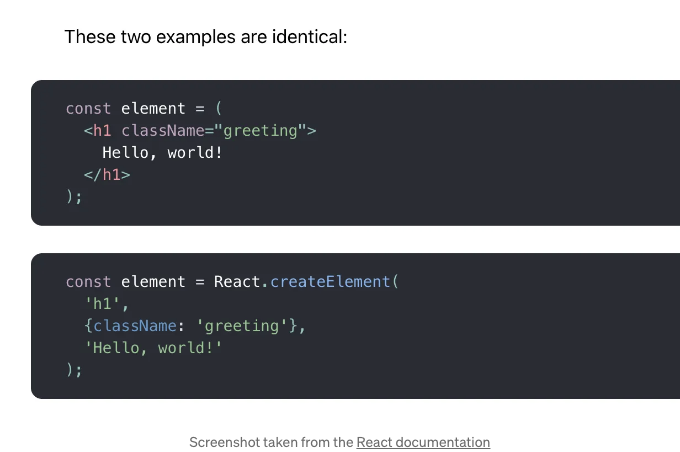 These two examples are identical:
const element = (
  <h1 className="greeting">
    Hello, world!
  </h1>
);
const element = React.createElement(
  'h1',
  {className: 'greeting'},
  'Hello, world!'
);
Screenshot taken from the React documentation